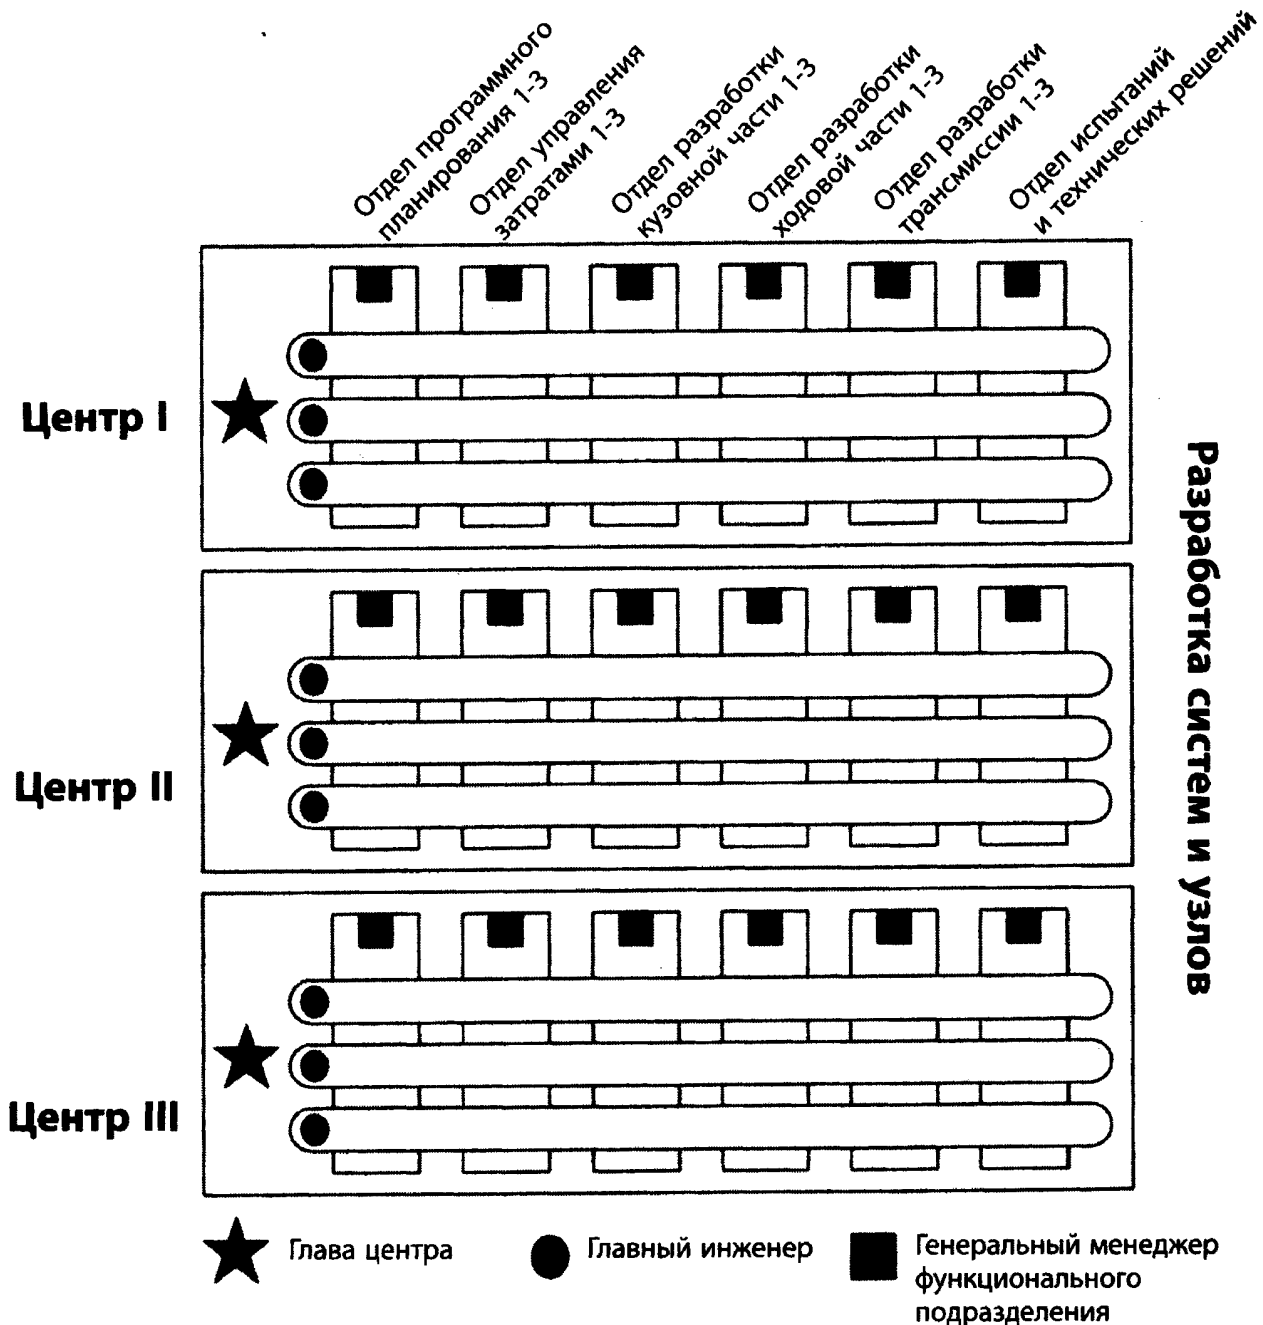 Отдел программного
планирования 1-3
Отдел управления
затратами 1-3
Отдел разработки
кузовной части 1-3
Отдел разработки
ходовой части 1-3
Отдел разработки
трансмиссии 1-3
Отдел испытаний
и технических решений
Центр I
Центр II
Центр III
Разработка систем и узлов
Глава центра
Главный инженер
Генеральный менеджер
функционального
подразделения